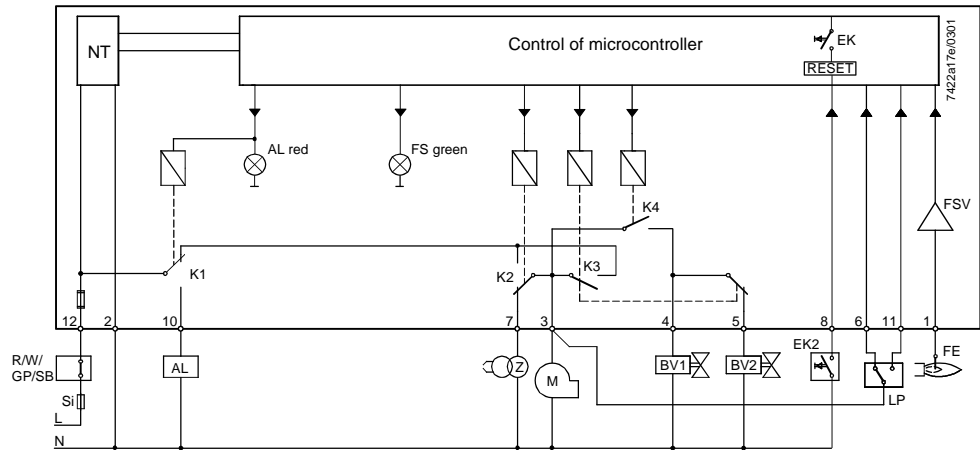 NT
Control of microcontroller
EK
RESET
7422a17e/0301
AL red
FS green
FSV
K4
K1
K2
K3
12
2
10
7
3
4
5
8
6
11
1
R/W/
GP/SB
AL
Z
M
BV1
BV2
EK2
FE
LP
Si
L
N